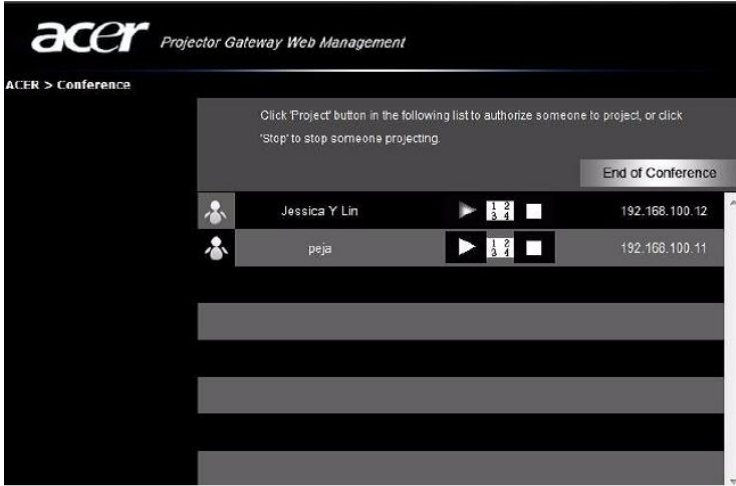 acer Projector Gateway Web Management
ACER > Conference
Click 'Project' button in the following list to authorize someone to project, or click
'Stop' to stop someone projecting.
End of Conference
Jessica Y Lin 1 2 3 4 192.168.100.12
peja 1 2 3 4 192.168.100.11